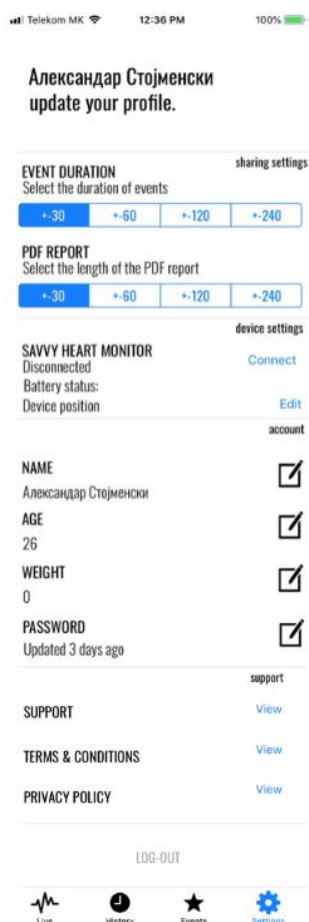 Telekom MK 12:36 PM 100%
Александар Стојменски
update your profile.
sharing settings
EVENT DURATION
Select the duration of events
+-30 +-60 +-120 +-240
PDF REPORT
Select the length of the PDF report
+-30 +-60 +-120 +-240
device settings
SAVVY HEART MONITOR
Disconnected Connect
Battery status:
Device position Edit
account
NAME
Александар Стојменски
AGE
26
WEIGHT
0
PASSWORD
Updated 3 days ago
support
SUPPORT View
TERMS & CONDITIONS View
PRIVACY POLICY View
LOG-OUT
Live History Events Settings